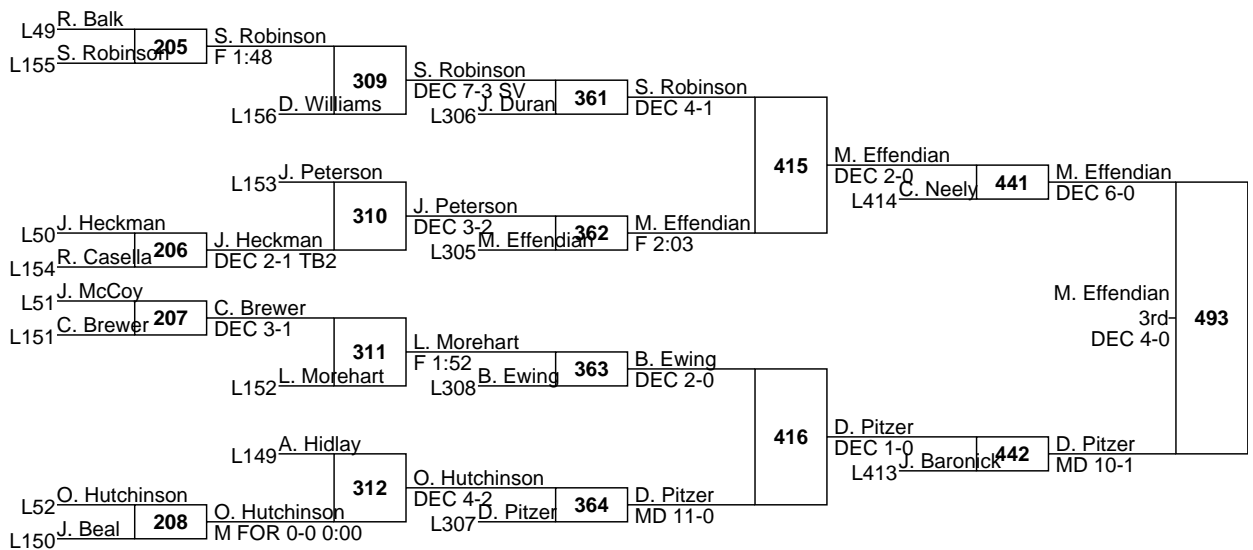 L49 R. Balk
L155 S. Robinson
205
S. Robinson
F 1:48
L156 D. Williams
309
S. Robinson
DEC 7-3 SV
L306 J. Duran
361
S. Robinson
DEC 4-1
L153 J. Peterson
L50 J. Heckman
L154 R. Casella
206
J. Heckman
DEC 2-1 TB2
310
J. Peterson
DEC 3-2
L305 M. Effendian
362
M. Effendian
F 2:03
415
M. Effendian
DEC 2-0
L414 C. Neely
441
M. Effendian
DEC 6-0
L51 J. McCoy
L151 C. Brewer
207
C. Brewer
DEC 3-1
L152 L. Morehart
311
L. Morehart
F 1:52
L308 B. Ewing
363
B. Ewing
DEC 2-0
L149 A. Hidlay
L52 O. Hutchinson
L150 J. Beal
208
O. Hutchinson
M FOR 0-0 0:00
312
O. Hutchinson
DEC 4-2
L307 D. Pitzer
364
D. Pitzer
MD 11-0
416
D. Pitzer
DEC 1-0
L413 J. Baronick
442
D. Pitzer
MD 10-1
M. Effendian
3rd
DEC 4-0
493